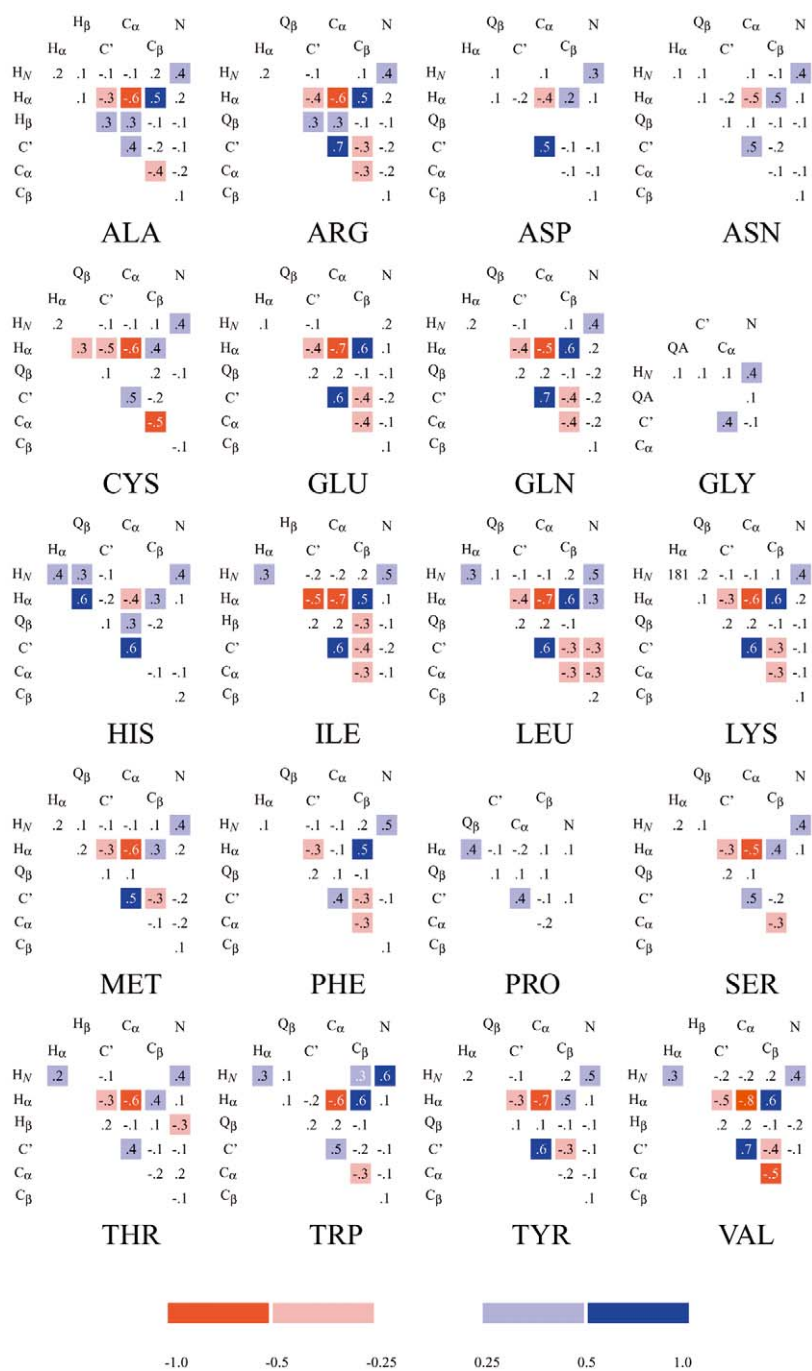 Hβ Cα N Qβ Cα N Qβ Cα N Qβ Cα N
Hα C' Cβ Hα C' Cβ Hα C' Cβ Hα C' Cβ
HN .2 .1 -.1 -.1 .2 .4 HN .2 -.1 .1 .4 HN .1 .1 .3 HN .1 .1 .1 -.1 .4
Hα .1 -.3 -.6 .5 .2 Hα -.4 -.6 .5 .2 Hα .1 -.2 -.4 .2 .1 Hα .1 -.2 -.5 .5 .1
Hβ .3 .3 -.1 -.1 Qβ .3 .3 -.1 -.1 Qβ Qβ .1 .1 -.1 -.1
C' .4 -.2 -.1 C' .7 -.3 -.2 C' .5 -.1 -.1 C' .5 -.2
Cα -.4 -.2 Cα -.3 -.2 Cα -.1 -.1 Cα -.1 -.1
Cβ .1 Cβ .1 Cβ .1 Cβ .1
ALA ARG ASP ASN
Qβ Cα N Qβ Cα N Qβ Cα N C' N
Hα C' Cβ Hα C' Cβ Hα C' Cβ QA Cα
HN .2 -.1 -.1 .1 .4 HN .1 -.1 .2 HN .2 -.1 .1 .4 HN .1 .1 .1 .4
Hα .3 -.5 -.6 .4 Hα -.4 -.7 .6 .1 Hα -.4 -.5 .6 .2 QA .1
Qβ .1 .2 -.1 Qβ .2 .2 -.1 -.1 Qβ .2 .2 -.1 -.2 C' .4 -.1
C' .5 -.2 C' .6 -.4 -.2 C' .7 -.4 -.2 Cα
Cα -.5 Cα -.4 -.1 Cα -.4 -.2
Cβ -.1 Cβ .1 Cβ .1
CYS GLU GLN GLY
Qβ Cα N Hβ Cα N Qβ Cα N Qβ Cα N
Hα C' Cβ Hα C' Cβ Hα C' Cβ Hα C' Cβ
HN .4 .3 -.1 .4 HN .3 -.2 -.2 .2 .5 HN .3 .1 -.1 -.1 .2 .5 HN 181 .2 -.1 -.1 .1 .4
Hα .6 -.2 -.4 .3 .1 Hα -.5 -.7 .5 .1 Hα -.4 -.7 .6 .3 Hα .1 -.3 -.6 .6 .2
Qβ .1 .3 -.2 Hβ .2 .2 -.3 -.1 Qβ .2 .2 -.1 Qβ .2 .2 -.1 -.1
C' .6 C' .6 -.4 -.2 C' .6 -.3 -.3 C' .6 -.3 -.1
Cα -.1 -.1 Cα -.3 -.1 Cα -.3 -.3 Cα -.3 -.1
Cβ .2 Cβ Cβ .2 Cβ .1
HIS ILE LEU LYS
Qβ Cα N Qβ Cα N C' Cβ Qβ Cα N
Hα C' Cβ Hα C' Cβ Qβ Cα N Hα C' Cβ
HN .2 .1 -.1 -.1 .1 .4 HN .1 -.1 -.1 .2 .5 Hα .4 -.1 -.2 .1 .1 HN .2 .1 .4
Hα .2 -.3 -.6 .3 .2 Hα -.3 -.1 .5 Qβ .1 .1 .1 Hα -.3 -.5 .4 .1
Qβ .1 .1 Qβ .2 .1 -.1 C' .4 -.1 .1 Qβ .2 .1
C' .5 -.3 -.2 C' .4 -.3 -.1 Cα -.2 C' .5 -.2
Cα -.1 -.2 Cα -.3 Cβ Cα -.3
Cβ .1 Cβ .1 Cβ
MET PHE PRO SER
Hβ Cα N Qβ Cα N Qβ Cα N Hβ Cα N
Hα C' Cβ Hα C' Cβ Hα C' Cβ Hα C' Cβ
HN .2 -.1 .4 HN .3 .1 .3 .6 HN .2 -.1 .2 .5 HN .3 -.2 -.2 .2 .4
Hα -.3 -.6 .4 .1 Hα .1 -.2 -.6 .6 .1 Hα -.3 -.7 .5 .1 Hα -.5 -.8 .6
Hβ .2 -.1 .1 -.3 Qβ .2 .2 -.1 Qβ .1 .1 -.1 -.1 Hβ .2 .2 -.1 -.2
C' .4 -.1 -.1 C' .5 -.2 -.1 C' .6 -.3 -.1 C' .7 -.4 -.1
Cα -.2 .2 Cα -.3 -.1 Cα -.2 -.1 Cα -.5
Cβ -.1 Cβ .1 Cβ .1 Cβ
THR TRP TYR VAL
-1.0 -0.5 -0.25 0.25 0.5 1.0